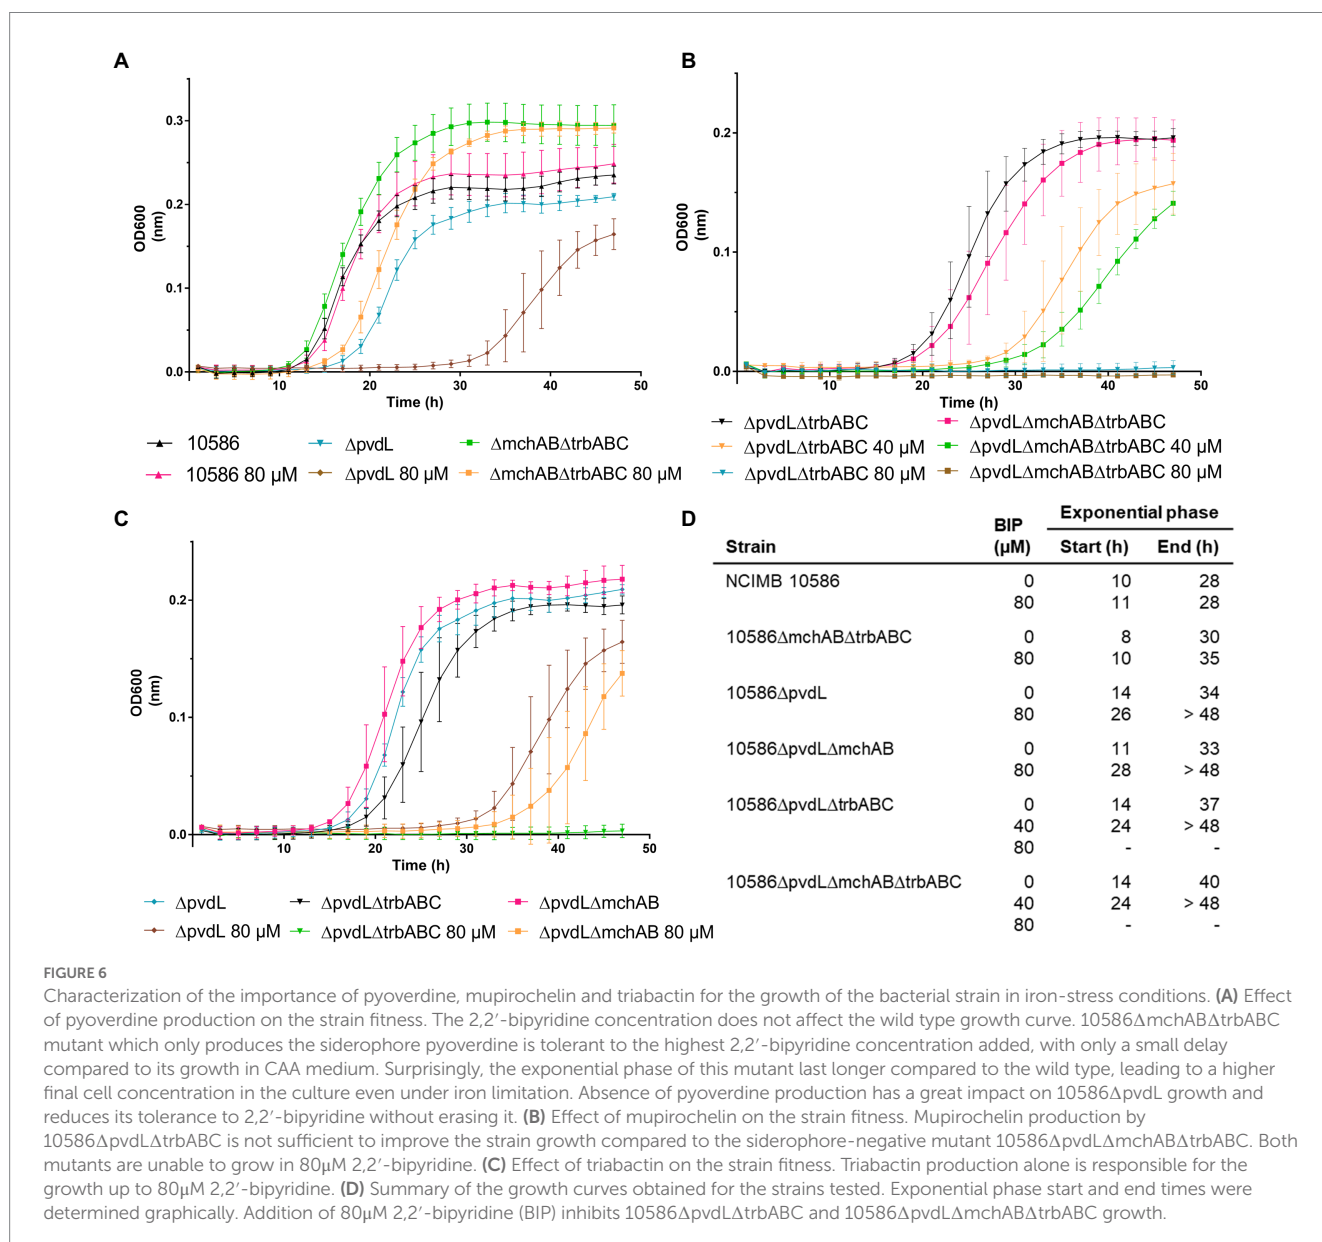 A
0.3
0.2
0.1
0.0
OD600
(nm)
10
20
30
40
50
Time (h)
10586
ΔpvdL
ΔmchABΔtrbABC
10586 80 µM
ΔpvdL 80 µM
ΔmchABΔtrbABC 80 µM
B
0.2
0.1
0.0
OD600
(nm)
10
20
30
40
50
Time (h)
ΔpvdLΔtrbABC
ΔpvdLΔmchABΔtrbABC
ΔpvdLΔtrbABC 40 µM
ΔpvdLΔmchABΔtrbABC 40 µM
ΔpvdLΔtrbABC 80 µM
ΔpvdLΔmchABΔtrbABC 80 µM
C
0.2
0.1
0.0
OD600
(nm)
10
20
30
40
50
Time (h)
ΔpvdL
ΔpvdLΔtrbABC
ΔpvdLΔmchAB
ΔpvdL 80 µM
ΔpvdLΔtrbABC 80 µM
ΔpvdLΔmchAB 80 µM
D
Exponential phase
Strain BIP (µM) Start (h) End (h)
NCIMB 10586 0 10 28
80 11 28
10586ΔmchABΔtrbABC 0 8 30
80 10 35
10586ΔpvdL 0 14 34
80 26 > 48
10586ΔpvdLΔmchAB 0 11 33
80 28 > 48
10586ΔpvdLΔtrbABC 0 14 37
40 24 > 48
80 - -
10586ΔpvdLΔmchABΔtrbABC 0 14 40
40 24 > 48
80 - -
FIGURE 6
Characterization of the importance of pyoverdine, mupirochelin and triabactin for the growth of the bacterial strain in iron-stress conditions. (A) Effect
of pyoverdine production on the strain fitness. The 2,2′-bipyridine concentration does not affect the wild type growth curve. 10586ΔmchABΔtrbABC
mutant which only produces the siderophore pyoverdine is tolerant to the highest 2,2′-bipyridine concentration added, with only a small delay
compared to its growth in CAA medium. Surprisingly, the exponential phase of this mutant last longer compared to the wild type, leading to a higher
final cell concentration in the culture even under iron limitation. Absence of pyoverdine production has a great impact on 10586ΔpvdL growth and
reduces its tolerance to 2,2′-bipyridine without erasing it. (B) Effect of mupirochelin on the strain fitness. Mupirochelin production by
10586ΔpvdLΔtrbABC is not sufficient to improve the strain growth compared to the siderophore-negative mutant 10586ΔpvdLΔmchABΔtrbABC. Both
mutants are unable to grow in 80µM 2,2′-bipyridine. (C) Effect of triabactin on the strain fitness. Triabactin production alone is responsible for the
growth up to 80µM 2,2′-bipyridine. (D) Summary of the growth curves obtained for the strains tested. Exponential phase start and end times were
determined graphically. Addition of 80µM 2,2′-bipyridine (BIP) inhibits 10586ΔpvdLΔtrbABC and 10586ΔpvdLΔmchABΔtrbABC growth.